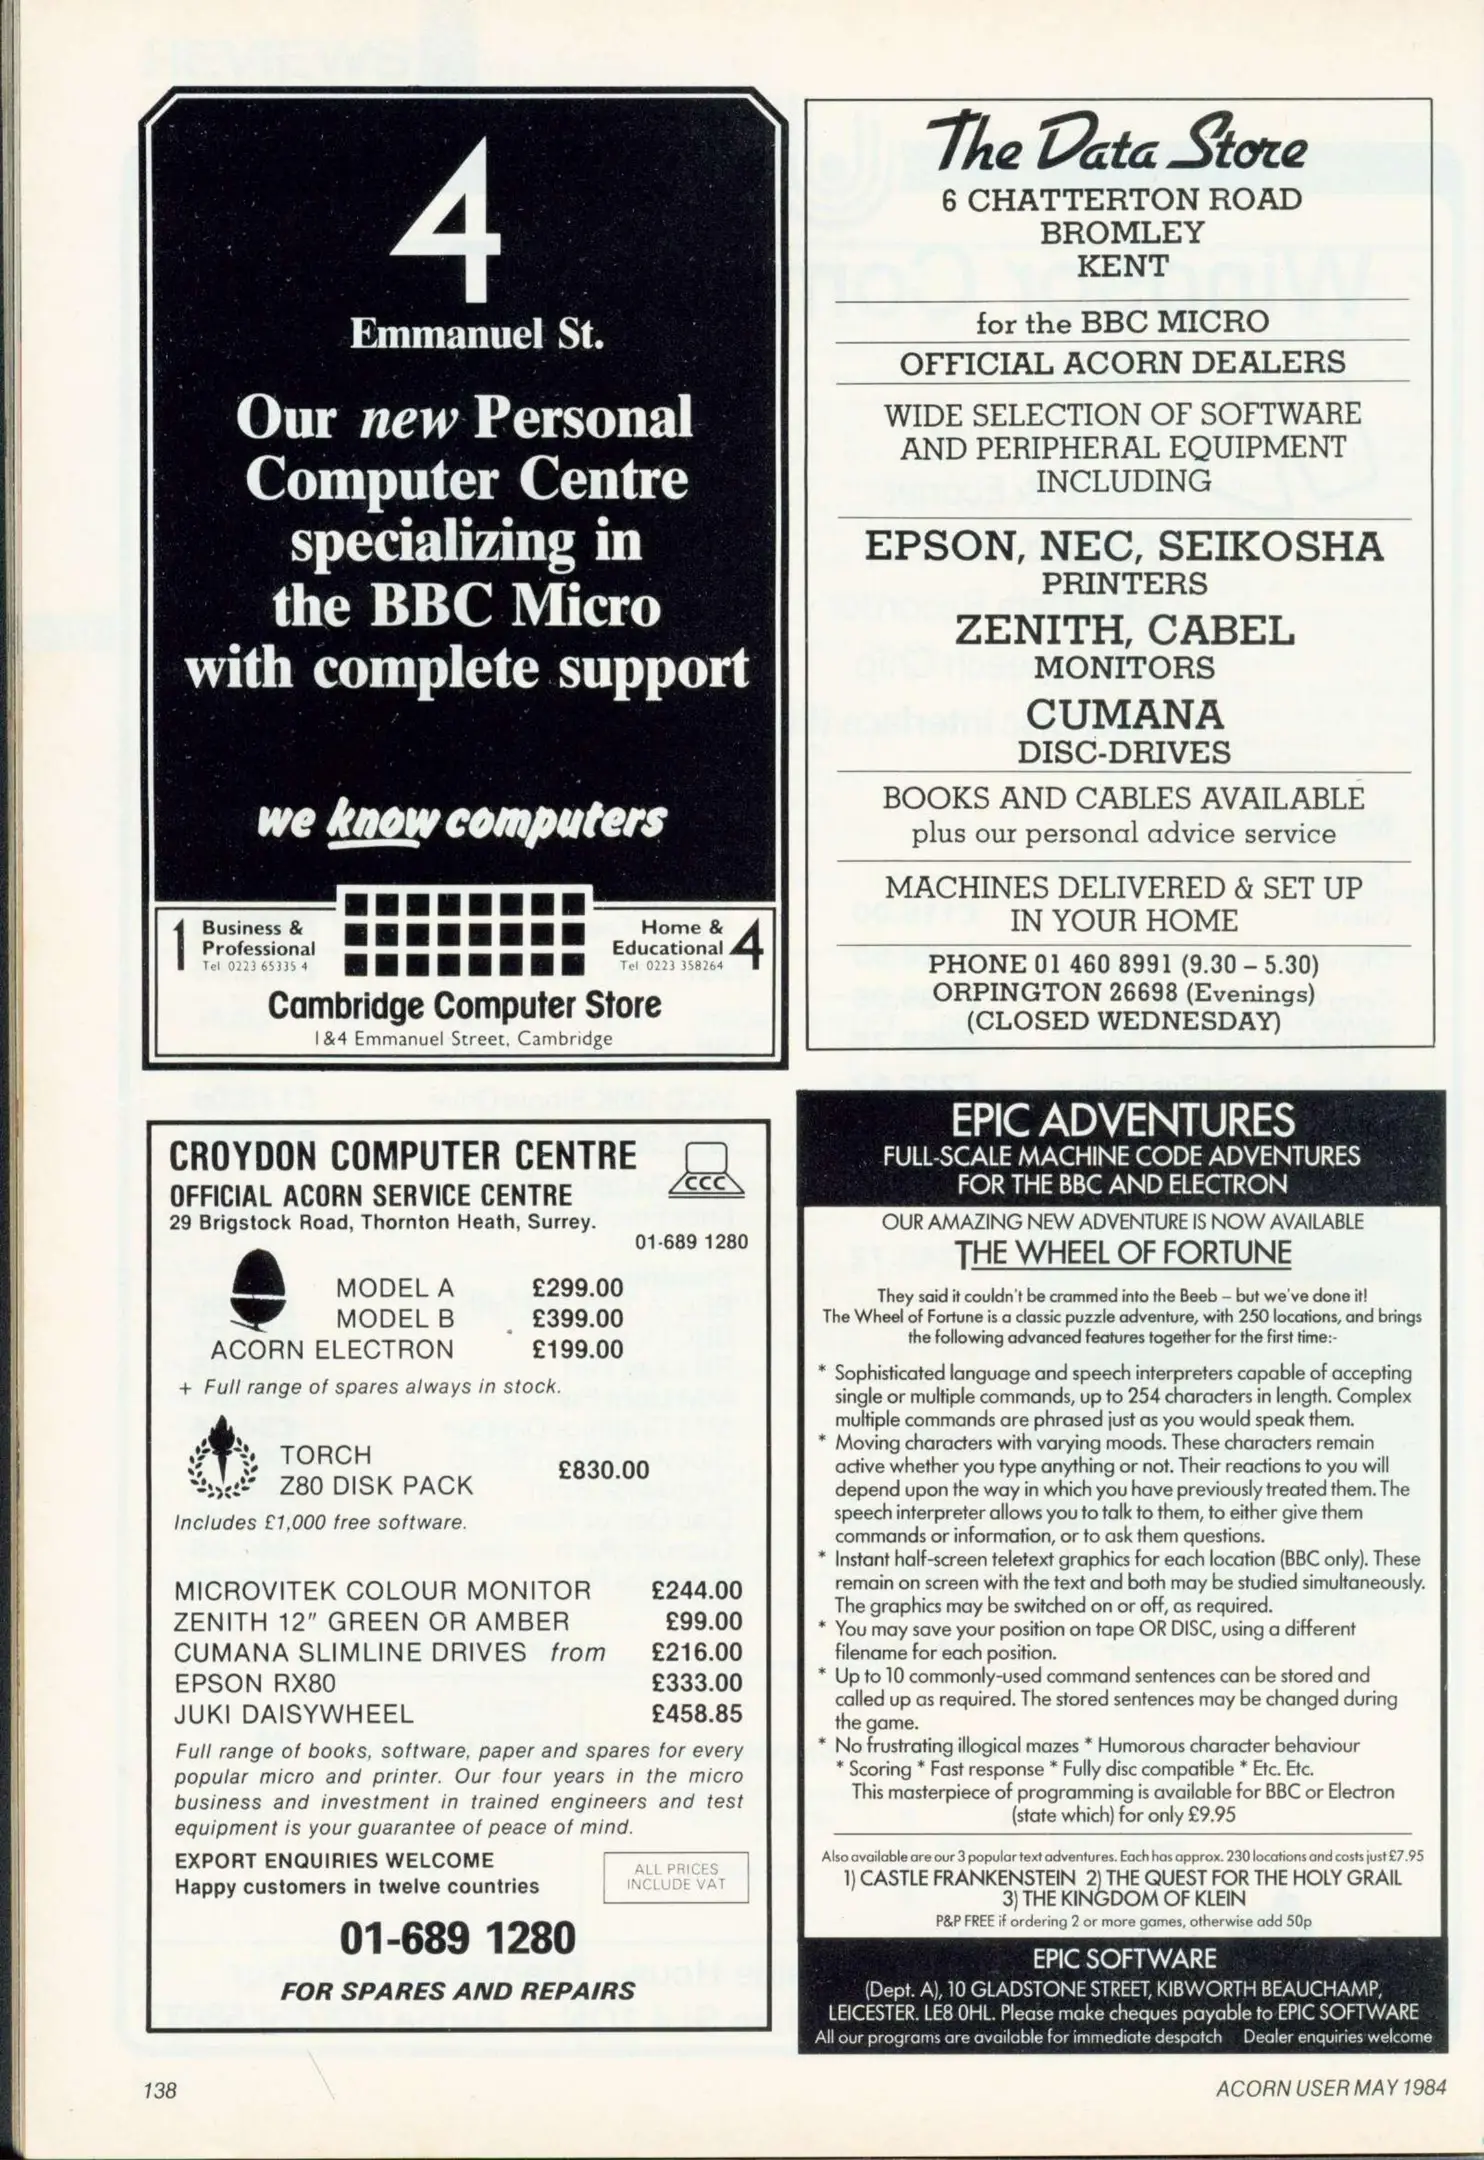 4
Emmanuel St.
Our new Personal
Computer Centre
specializing in
the BBC Micro
with complete support
we know computers
1 Business &
Professional
Tel 0223 65335 4
Home & 4
Educational
Tel 0223 358264
Cambridge Computer Store
1&4 Emmanuel Street, Cambridge
The Data Store
6 CHATTERTON ROAD
BROMLEY
KENT
for the BBC MICRO
OFFICIAL ACORN DEALERS
WIDE SELECTION OF SOFTWARE
AND PERIPHERAL EQUIPMENT
INCLUDING
EPSON, NEC, SEIKOSHA
PRINTERS
ZENITH, CABEL
MONITORS
CUMANA
DISC-DRIVES
BOOKS AND CABLES AVAILABLE
plus our personal advice service
MACHINES DELIVERED & SET UP
IN YOUR HOME
PHONE 01 460 8991 (9.30 – 5.30)
ORPINGTON 26698 (Evenings)
(CLOSED WEDNESDAY)
CROYDON COMPUTER CENTRE
CCC
OFFICIAL ACORN SERVICE CENTRE
29 Brigstock Road, Thornton Heath, Surrey.
01-689 1280
MODEL A £299.00
MODEL B £399.00
ACORN ELECTRON £199.00
+ Full range of spares always in stock.
TORCH
Z80 DISK PACK £830.00
Includes £1,000 free software.
MICROVITEK COLOUR MONITOR £244.00
ZENITH 12" GREEN OR AMBER £99.00
CUMANA SLIMLINE DRIVES from £216.00
EPSON RX80 £333.00
JUKI DAISYWHEEL £458.85
Full range of books, software, paper and spares for every
popular micro and printer. Our four years in the micro
business and investment in trained engineers and test
equipment is your guarantee of peace of mind.
EXPORT ENQUIRIES WELCOME
Happy customers in twelve countries
ALL PRICES
INCLUDE VAT
01-689 1280
FOR SPARES AND REPAIRS
EPIC ADVENTURES
FULL-SCALE MACHINE CODE ADVENTURES
FOR THE BBC AND ELECTRON
OUR AMAZING NEW ADVENTURE IS NOW AVAILABLE
THE WHEEL OF FORTUNE
They said it couldn't be crammed into the Beeb – but we've done it!
The Wheel of Fortune is a classic puzzle adventure, with 250 locations, and brings
the following advanced features together for the first time:-
* Sophisticated language and speech interpreters capable of accepting
single or multiple commands, up to 254 characters in length. Complex
multiple commands are phrased just as you would speak them.
* Moving characters with varying moods. These characters remain
active whether you type anything or not. Their reactions to you will
depend upon the way in which you have previously treated them. The
speech interpreter allows you to talk to them, to either give them
commands or information, or to ask them questions.
* Instant half-screen teletext graphics for each location (BBC only). These
remain on screen with the text and both may be studied simultaneously.
The graphics may be switched on or off, as required.
* You may save your position on tape OR DISC, using a different
filename for each position.
* Up to 10 commonly-used command sentences can be stored and
called up as required. The stored sentences may be changed during
the game.
* No frustrating illogical mazes * Humorous character behaviour
* Scoring * Fast response * Fully disc compatible * Etc. Etc.
This masterpiece of programming is available for BBC or Electron
(state which) for only £9.95
Also available are our 3 popular text adventures. Each has approx. 230 locations and costs just £7.95
1) CASTLE FRANKENSTEIN 2) THE QUEST FOR THE HOLY GRAIL
3) THE KINGDOM OF KLEIN
P&P FREE if ordering 2 or more games, otherwise add 50p
EPIC SOFTWARE
(Dept. A), 10 GLADSTONE STREET, KIBWORTH BEAUCHAMP,
LEICESTER. LE8 0HL. Please make cheques payable to EPIC SOFTWARE
All our programs are available for immediate despatch Dealer enquiries welcome
138
ACORN USER MAY 1984